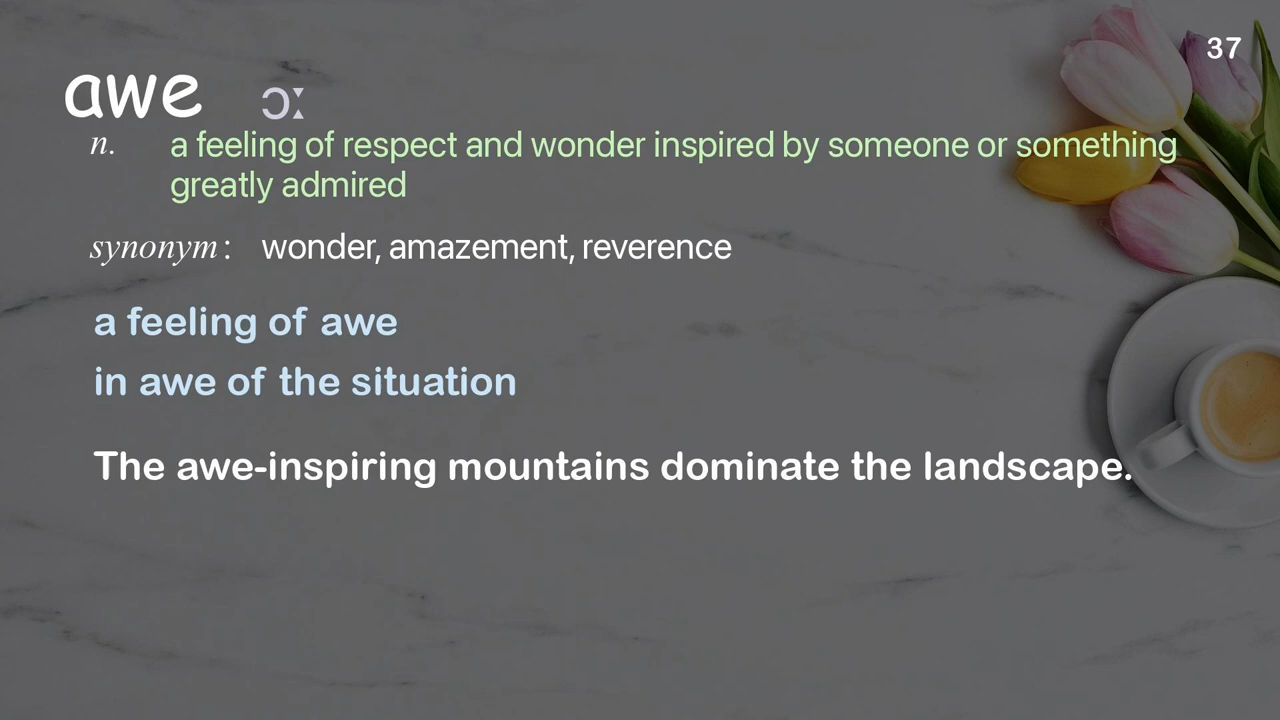 37
awe ɔː
n. a feeling of respect and wonder inspired by someone or something
greatly admired
synonym: wonder, amazement, reverence
a feeling of awe
in awe of the situation
The awe-inspiring mountains dominate the landscape.